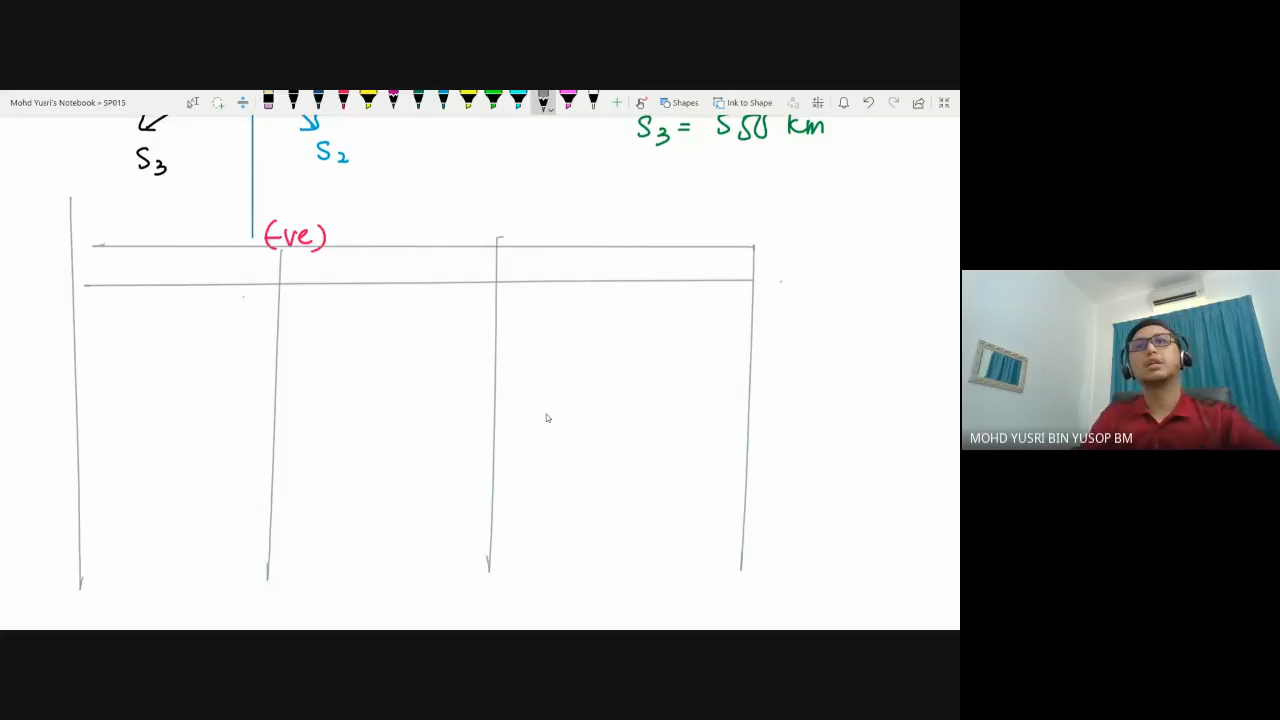 Mohd Yusri's Notebook » SP015
Shapes
Ink to Shape
S3 = 550 km
S3
S2
(-ve)
MOHD YUSRI BIN YUSOP BM